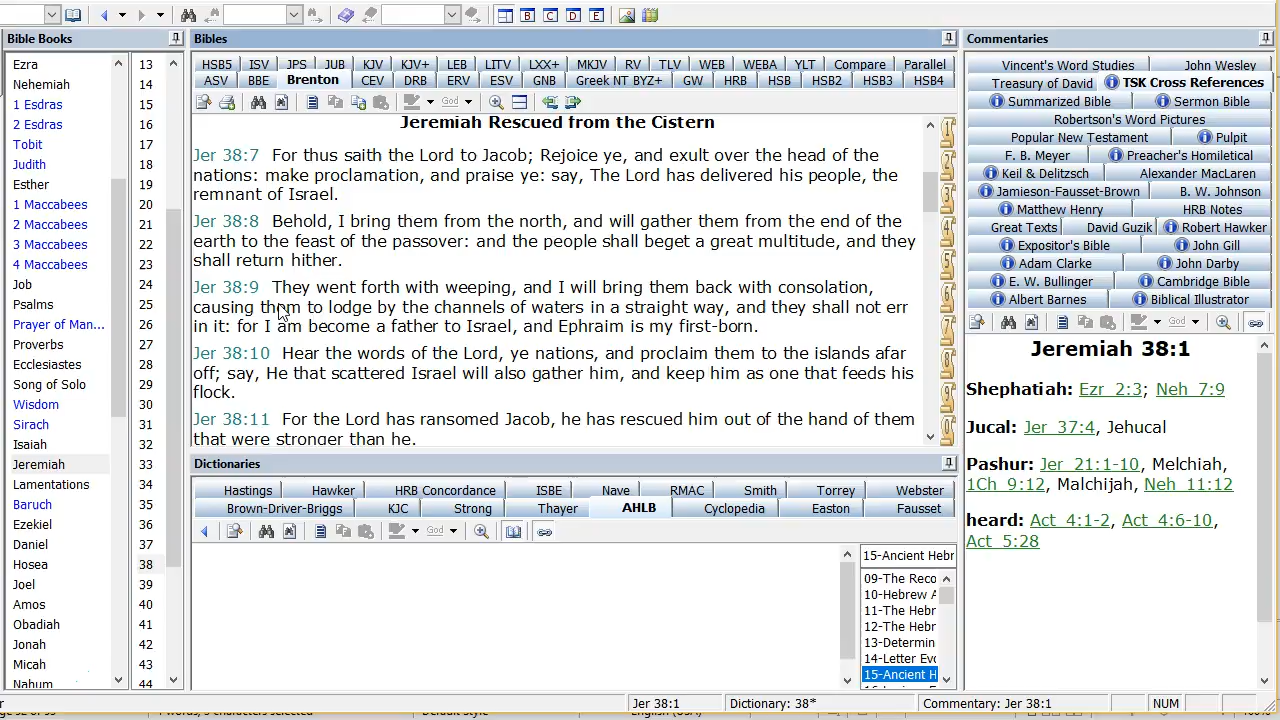 Bible Books
Ezra
Nehemiah
1 Esdras
2 Esdras
Tobit
Judith
Esther
1 Maccabees
2 Maccabees
3 Maccabees
4 Maccabees
Job
Psalms
Prayer of Man...
Proverbs
Ecclesiastes
Song of Solo
Wisdom
Sirach
Isaiah
Jeremiah
Lamentations
Baruch
Ezekiel
Daniel
Hosea
Joel
Amos
Obadiah
Jonah
Micah
Nahum
13
14
15
16
17
18
19
20
21
22
23
24
25
26
27
28
29
30
31
32
33
34
35
36
37
38
39
40
41
42
43
44
B C D E
Bibles
HSB5 ISV JPS JUB KJV KJV+ LEB LITV LXX+ MKJV RV TLV WEB WEBA YLT Compare Parallel
ASV BBE Brenton CEV DRB ERV ESV GNB Greek NT BYZ+ GW HRB HSB HSB2 HSB3 HSB4
God
Jeremiah Rescued from the Cistern
Jer 38:7 For thus saith the Lord to Jacob; Rejoice ye, and exult over the head of the
nations: make proclamation, and praise ye: say, The Lord has delivered his people, the
remnant of Israel.
Jer 38:8 Behold, I bring them from the north, and will gather them from the end of the
earth to the feast of the passover: and the people shall beget a great multitude, and they
shall return hither.
Jer 38:9 They went forth with weeping, and I will bring them back with consolation,
causing them to lodge by the channels of waters in a straight way, and they shall not err
in it: for I am become a father to Israel, and Ephraim is my first-born.
Jer 38:10 Hear the words of the Lord, ye nations, and proclaim them to the islands afar
off; say, He that scattered Israel will also gather him, and keep him as one that feeds his
flock.
Jer 38:11 For the Lord has ransomed Jacob, he has rescued him out of the hand of them
that were stronger than he.
Dictionaries
Hastings Hawker HRB Concordance ISBE Nave RMAC Smith Torrey Webster
Brown-Driver-Briggs KJC Strong Thayer AHLB Cyclopedia Easton Fausset
God
15-Ancient Hebr
09-The Reco
10-Hebrew A
11-The Hebr
12-The Hebr
13-Determin
14-Letter Evo
15-Ancient H
Commentaries
Vincent's Word Studies John Wesley
Treasury of David TSK Cross References
Summarized Bible Sermon Bible
Robertson's Word Pictures
Popular New Testament Pulpit
F. B. Meyer Preacher's Homiletical
Keil & Delitzsch Alexander MacLaren
Jamieson-Fausset-Brown B. W. Johnson
Matthew Henry HRB Notes
Great Texts David Guzik Robert Hawker
Expositor's Bible John Gill
Adam Clarke John Darby
E. W. Bullinger Cambridge Bible
Albert Barnes Biblical Illustrator
God
Jeremiah 38:1
Shephatiah: Ezr 2:3; Neh 7:9
Jucal: Jer 37:4, Jehucal
Pashur: Jer 21:1-10, Melchiah,
1Ch 9:12, Malchijah, Neh 11:12
heard: Act 4:1-2, Act 4:6-10,
Act 5:28
Jer 38:1 Dictionary: 38* Commentary: Jer 38:1 NUM